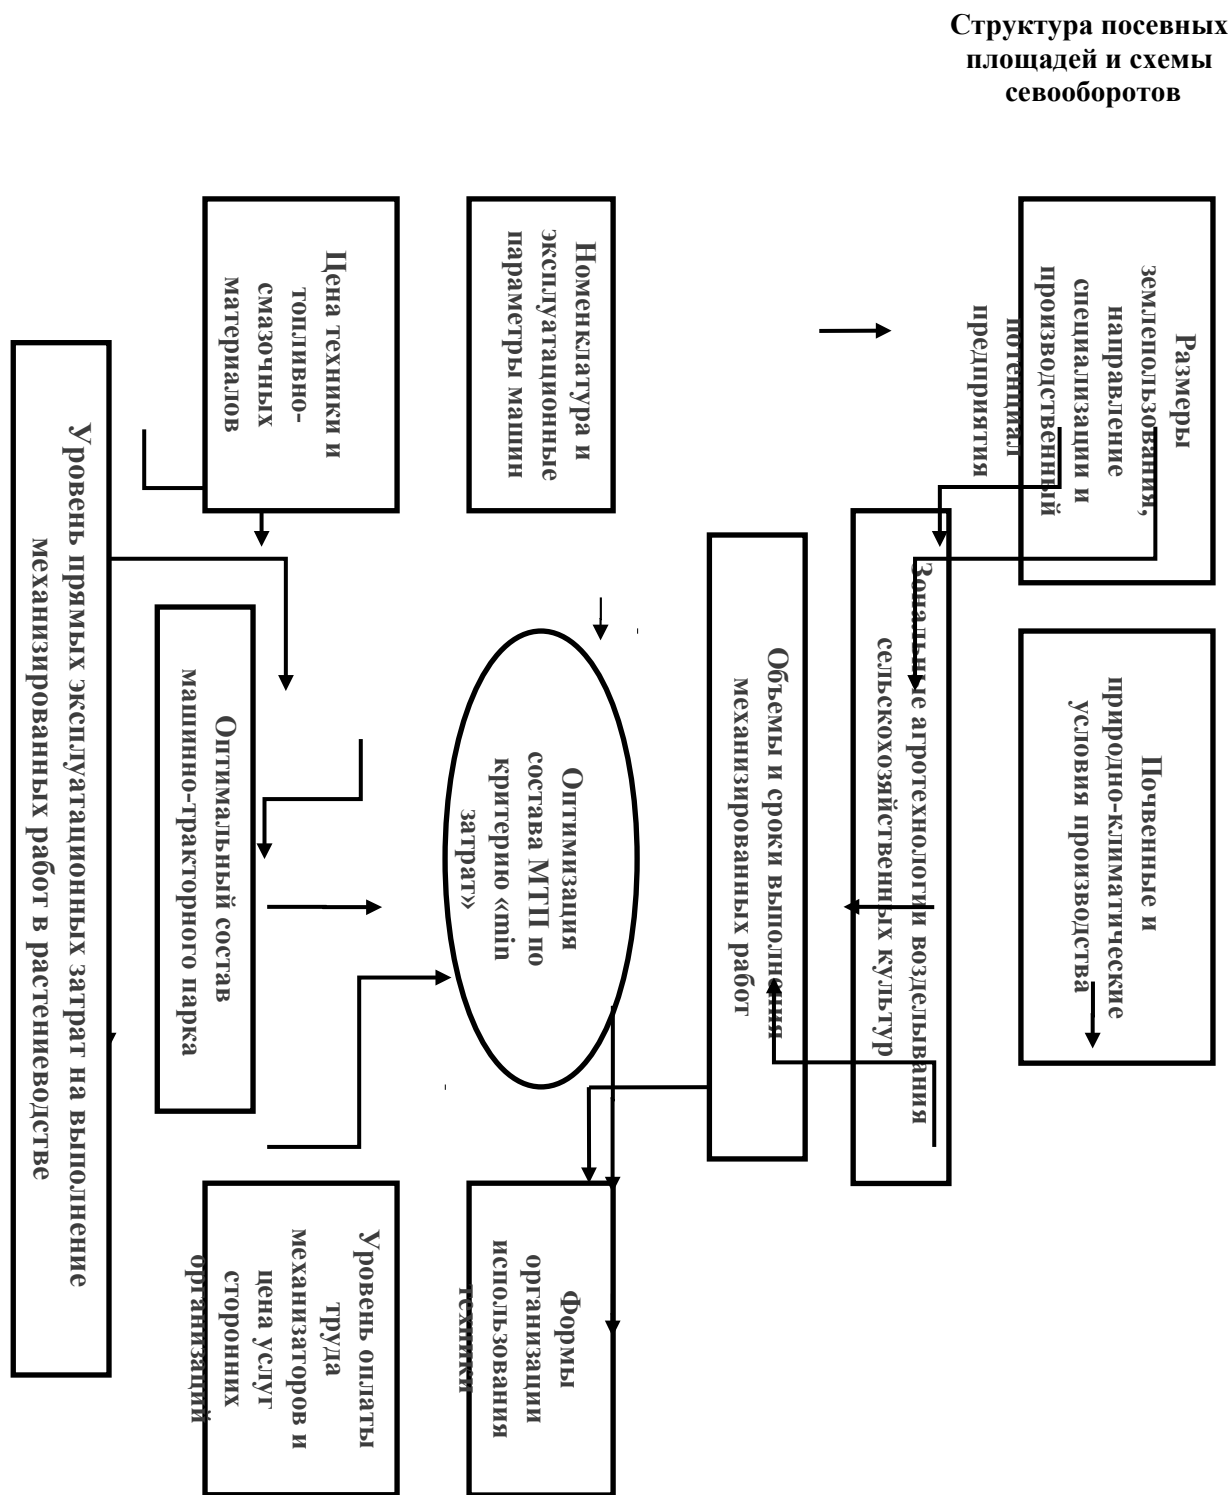 Структура посевных
площадей и схемы
севооборотов
Размеры
землепользования,
направление
специализации и
производственный
потенциал
предприятия
Почвенные и
природно-климатические
условия производства
Зональные агротехнологии возделывания
сельскохозяйственных культур
Объемы и сроки выполнения
механизированных работ
Номенклатура и
эксплуатационные
параметры машин
Оптимизация
состава МТП по
критерию «min
затрат»
Формы
организации
использования
техники
Цена техники и
топливно-
смазочных
материалов
Оптимальный состав
машинно-тракторного парка
Уровень оплаты
труда
механизаторов и
цена услуг
сторонних
организаций
Уровень прямых эксплуатационных затрат на выполнение
механизированных работ в растениеводстве